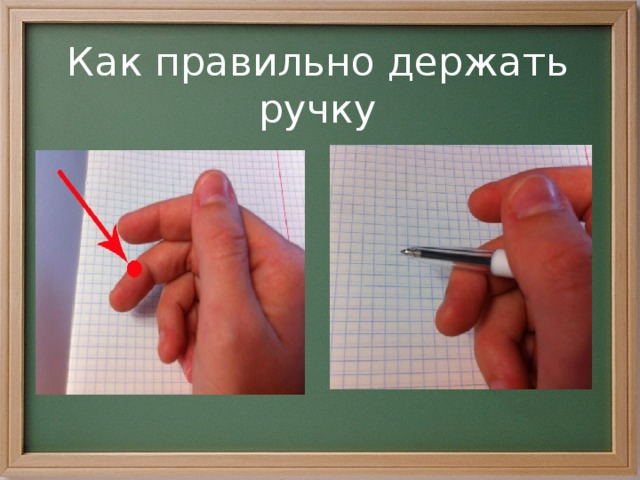 Как правильно держать
ручку